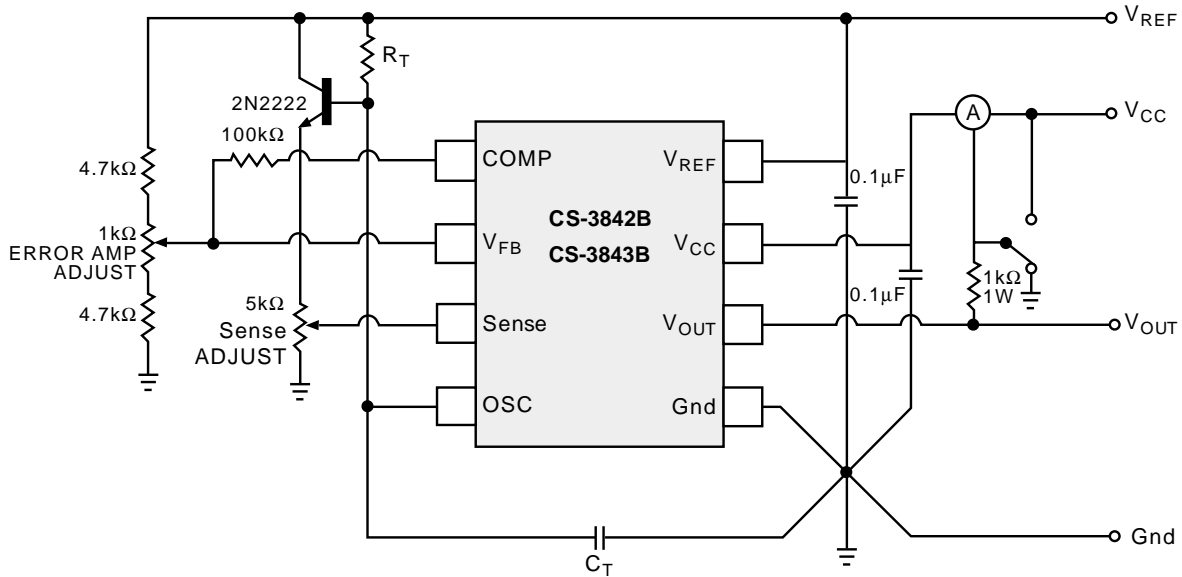 V_REF
R_T
2N2222
A
V_CC
100kΩ
4.7kΩ
COMP
V_REF
0.1μF
CS-3842B
1kΩ
ERROR AMP
ADJUST
V_FB
V_CC
CS-3843B
1kΩ
1W
0.1μF
4.7kΩ
5kΩ
Sense
ADJUST
Sense
V_OUT
V_OUT
OSC
Gnd
Gnd
C_T